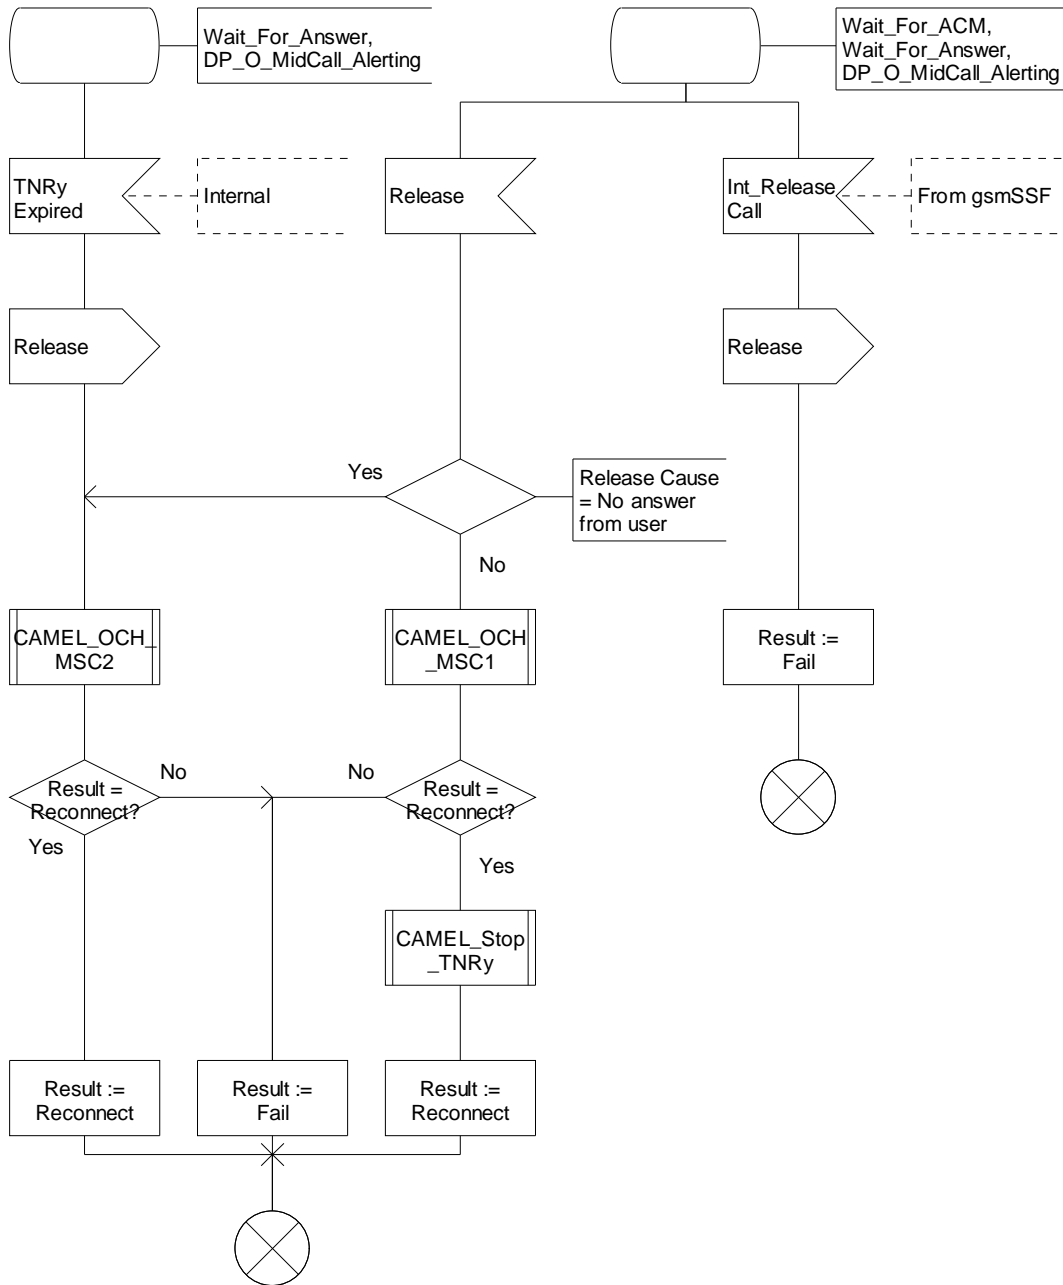 Wait_For_Answer,
DP_O_MidCall_Alerting
Wait_For_ACM,
Wait_For_Answer,
DP_O_MidCall_Alerting
TNRy
Expired
Internal
Release
Int_Release
Call
From gsmSSF
Release
Release
Yes
Release Cause
= No answer
from user
No
CAMEL_OCH_
MSC2
CAMEL_OCH
_MSC1
Result :=
Fail
Result =
Reconnect?
No
No
Result =
Reconnect?
Yes
Yes
CAMEL_Stop
_TNRy
Result :=
Reconnect
Result :=
Fail
Result :=
Reconnect